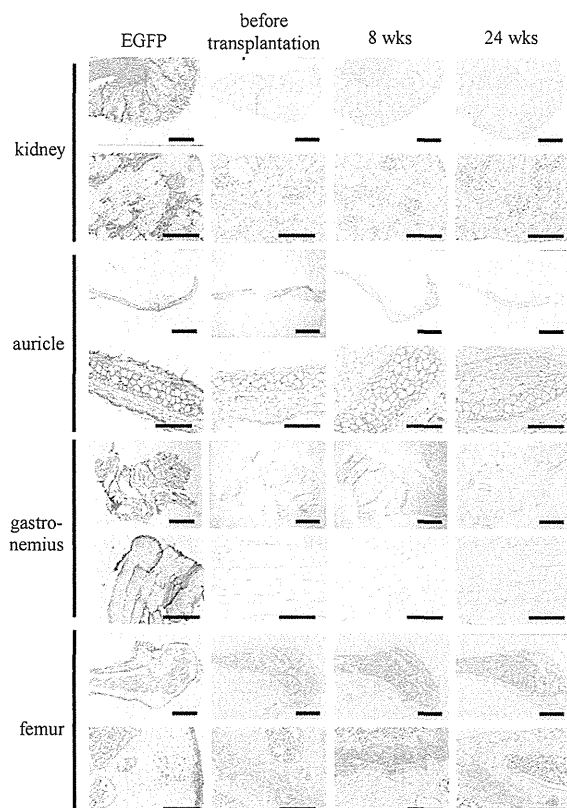 EGFP
before
transplantation
8 wks
24 wks
kidney
auricle
gastro-
nemius
femur